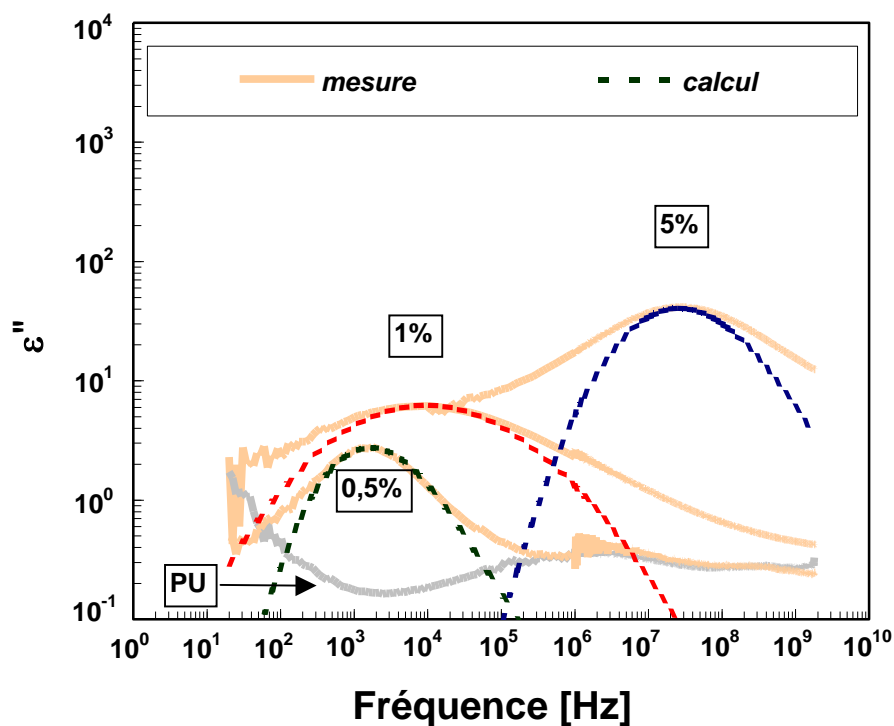 10⁴
mesure
calcul
10³
10²
10¹
10⁰
10⁻¹
ε"
5%
1%
0,5%
PU
10⁰ 10¹ 10² 10³ 10⁴ 10⁵ 10⁶ 10⁷ 10⁸ 10⁹ 10¹⁰
Fréquence [Hz]